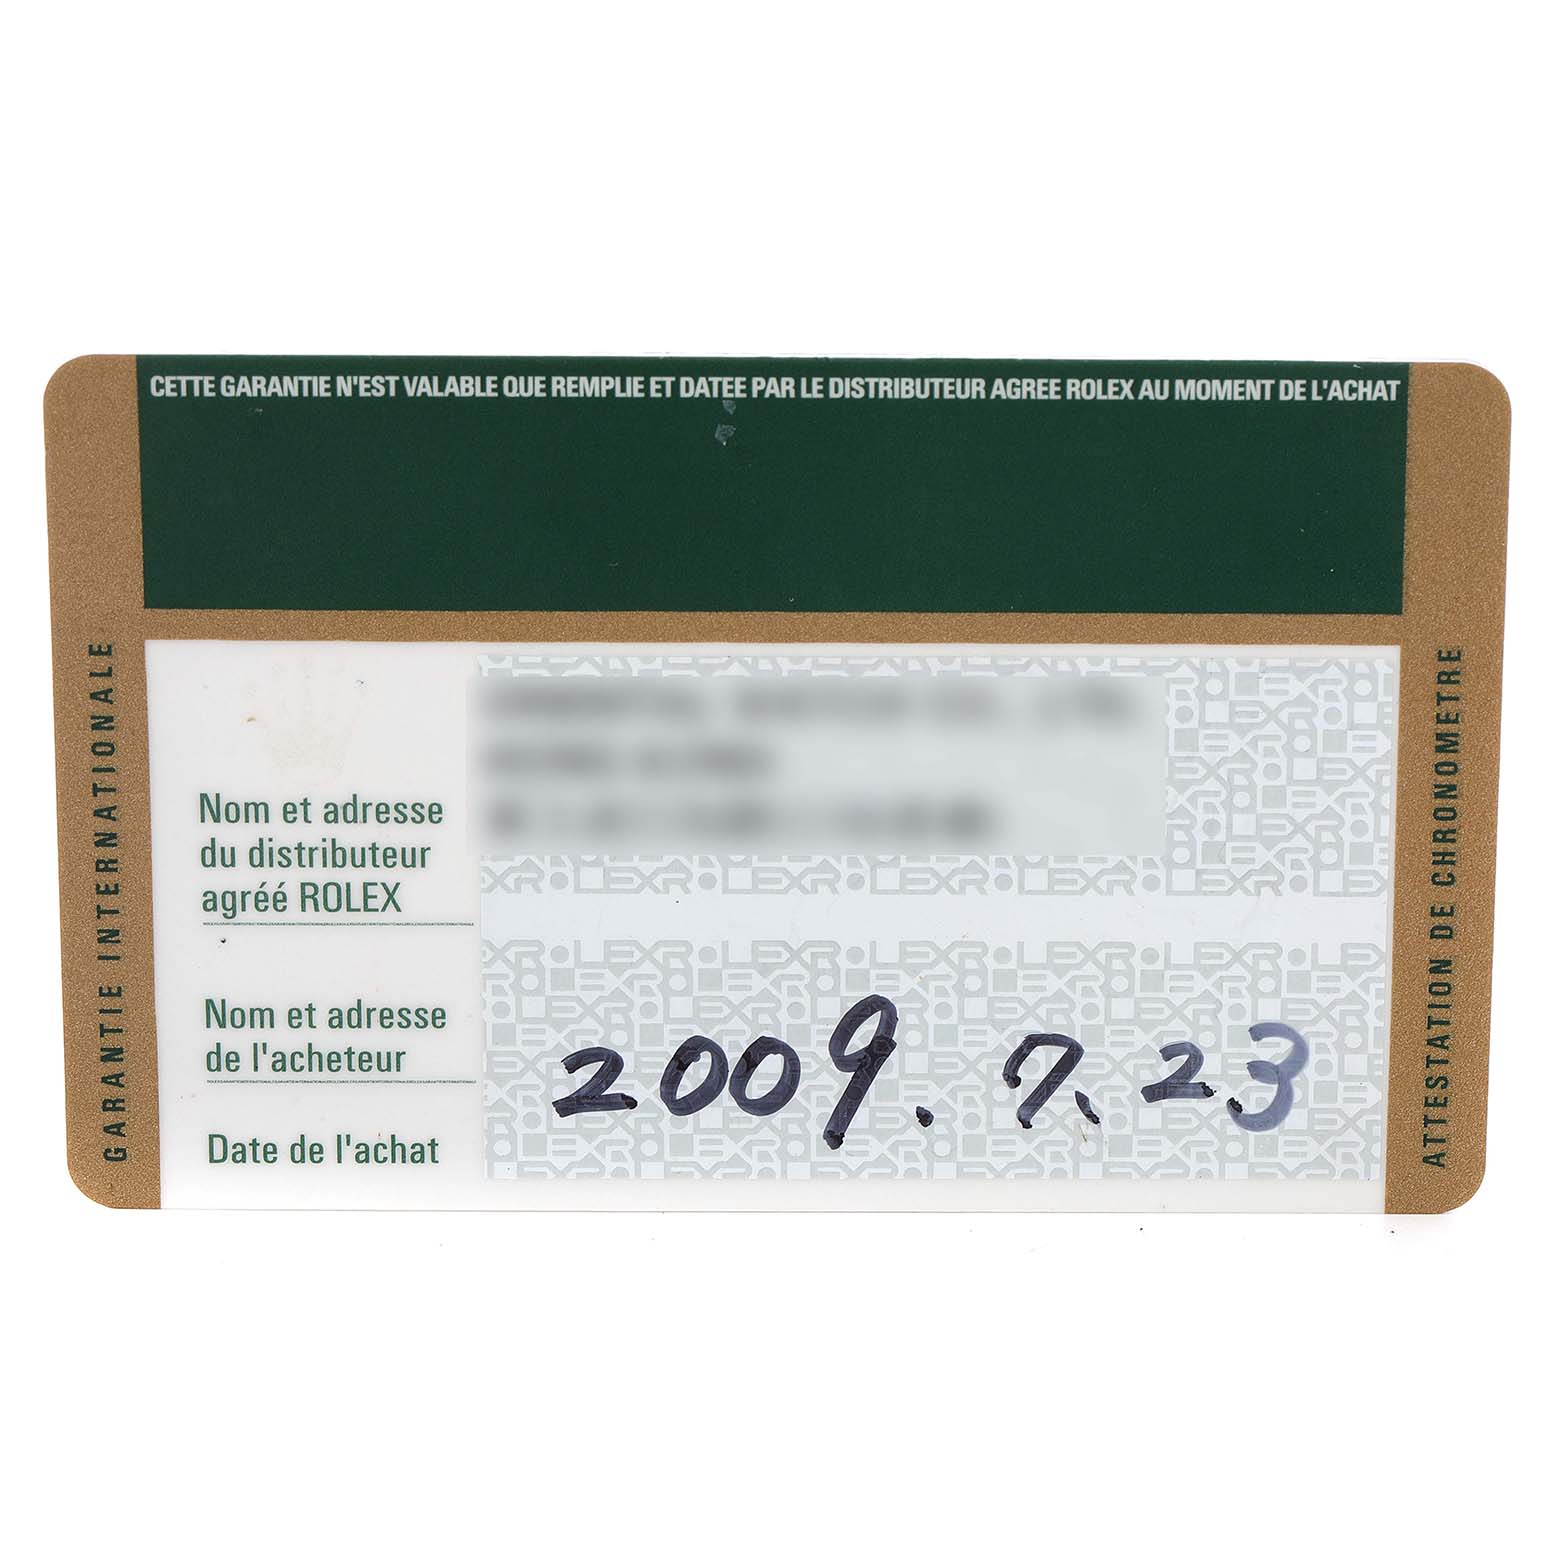 CETTE GARANTIE N'EST VALABLE QUE REMPLIE ET DATEE PAR LE DISTRIBUTEUR AGREE ROLEX AU MOMENT DE L'ACHAT
GARANTIE INTERNATIONALE
Nom et adresse
du distributeur
agréé ROLEX
Nom et adresse
de l'acheteur
Date de l'achat
2009.7.23
ATTESTATION DE CHRONOMETRE